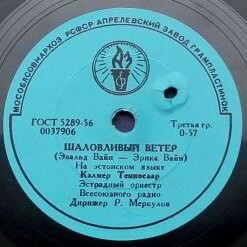 МОСОБЛСОВНАРХОЗ РСФСР АПРЕЛЕВСКИЙ ЗАВОД ГРАМПЛАСТИНОК
ГОСТ 5289-56
0037906
Третья гр.
0-57
ШАЛОВЛИВЫЙ ВЕТЕР
(Эвальд Вайн — Эрика Вайн)
На эстонском языке
Калмер Тенносаар
Эстрадный оркестр
Всесоюзного радио
Дирижер Р. Меркулов